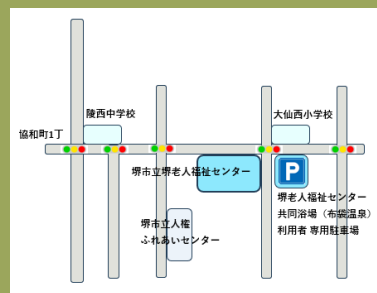 陵西中学校
大仙西小学校
協和町1丁
堺市立堺老人福祉センター
P
堺市立人権
ふれあいセンター
堺老人福祉センター
共同浴場（布袋温泉）
利用者 専用駐車場